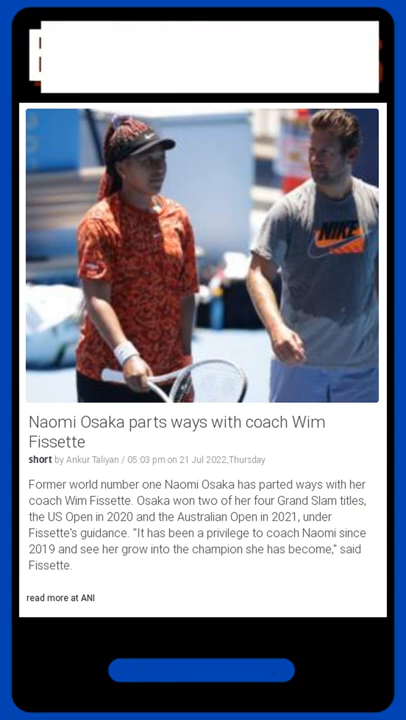 NIKE
Naomi Osaka parts ways with coach Wim
Fissette
short by Ankur Taliyan / 05:03 pm on 21 Jul 2022,Thursday
Former world number one Naomi Osaka has parted ways with her
coach Wim Fissette. Osaka won two of her four Grand Slam titles,
the US Open in 2020 and the Australian Open in 2021, under
Fissette's guidance. "It has been a privilege to coach Naomi since
2019 and see her grow into the champion she has become," said
Fissette.
read more at ANI